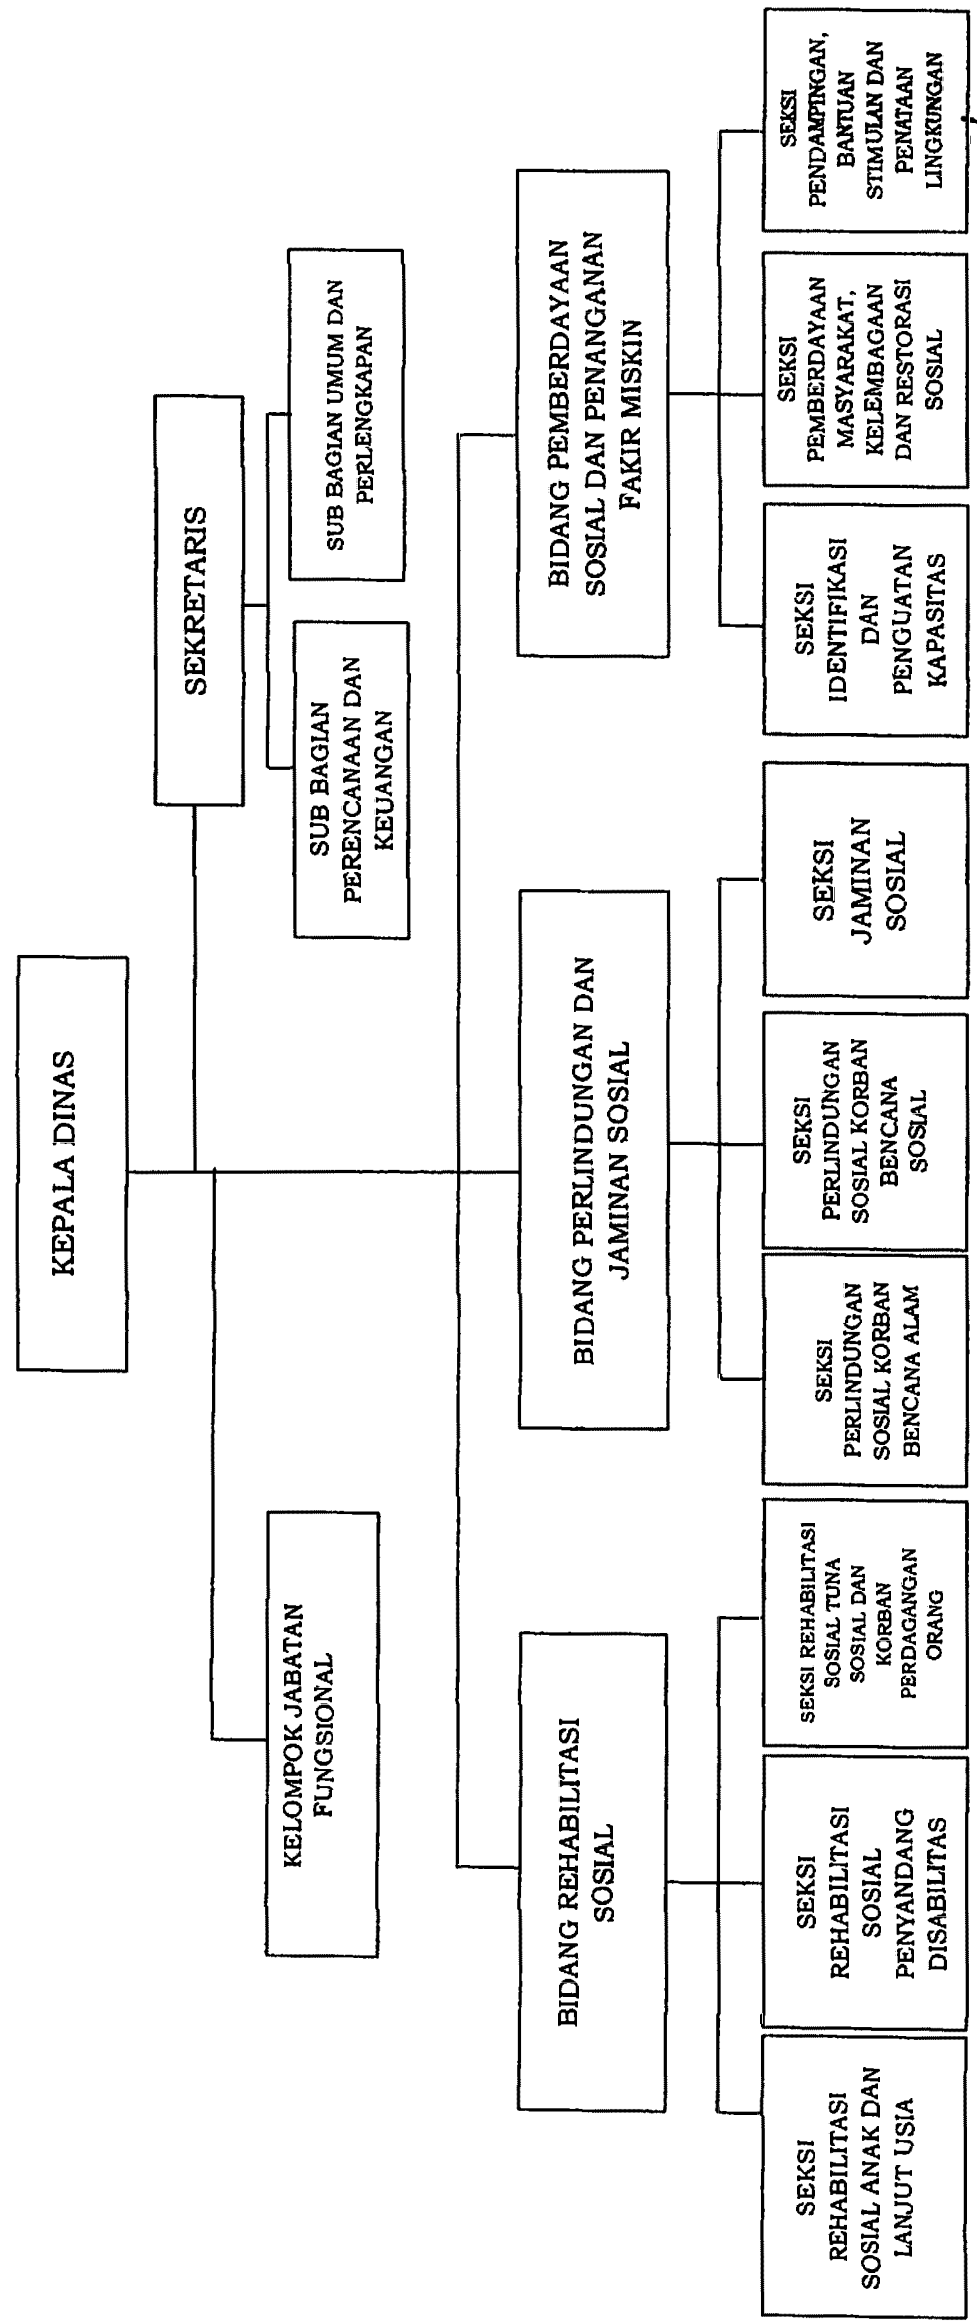 KEPALA DINAS
SEKRETARIS
SUB BAGIAN
PERENCANAAN DAN
KEUANGAN
SUB BAGIAN UMUM DAN
PERLENGKAPAN
KELOMPOK JABATAN
FUNGSIONAL
BIDANG REHABILITASI
SOSIAL
BIDANG PERLINDUNGAN DAN
JAMINAN SOSIAL
BIDANG PEMBERDAYAAN
SOSIAL DAN PENANGANAN
FAKIR MISKIN
SEKSI
REHABILITASI
SOSIAL ANAK DAN
LANJUT USIA
SEKSI
REHABILITASI
SOSIAL
PENYANDANG
DISABILITAS
SEKSI REHABILITASI
SOSIAL TUNA
SOSIAL DAN
KORBAN
PERDAGANGAN
ORANG
SEKSI
PERLINDUNGAN
SOSIAL KORBAN
BENCANA ALAM
SEKSI
PERLINDUNGAN
SOSIAL KORBAN
BENCANA
SOSIAL
SEKSI
JAMINAN
SOSIAL
SEKSI
IDENTIFIKASI
DAN
PENGUATAN
KAPASITAS
SEKSI
PEMBERDAYAAN
MASYARAKAT,
KELEMBAGAAN
DAN RESTORASI
SOSIAL
SEKSI
PENDAMPINGAN,
BANTUAN
STIMULAN DAN
PENATAAN
LINGKUNGAN